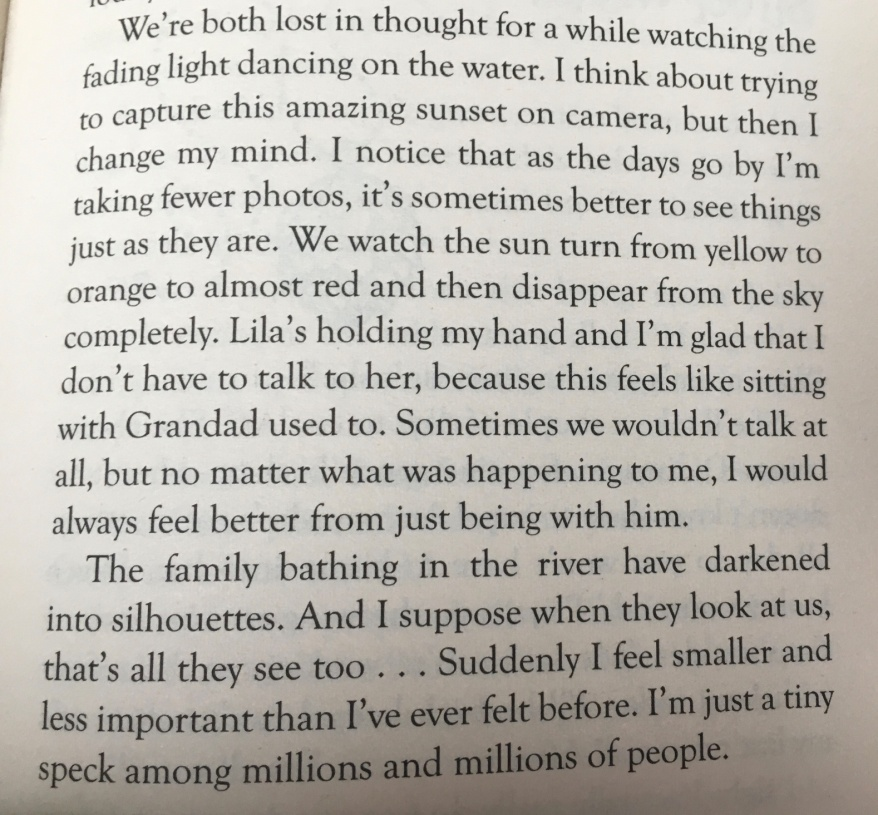 We're both lost in thought for a while watching the
fading light dancing on the water. I think about trying
to capture this amazing sunset on camera, but then I
change my mind. I notice that as the days go by I'm
taking fewer photos, it's sometimes better to see things
just as they are. We watch the sun turn from yellow to
orange to almost red and then disappear from the sky
completely. Lila's holding my hand and I'm glad that I
don't have to talk to her, because this feels like sitting
with Grandad used to. Sometimes we wouldn't talk at
all, but no matter what was happening to me, I would
always feel better from just being with him.
The family bathing in the river have darkened
into silhouettes. And I suppose when they look at us,
that's all they see too . . . Suddenly I feel smaller and
less important than I've ever felt before. I'm just a tiny
speck among millions and millions of people.